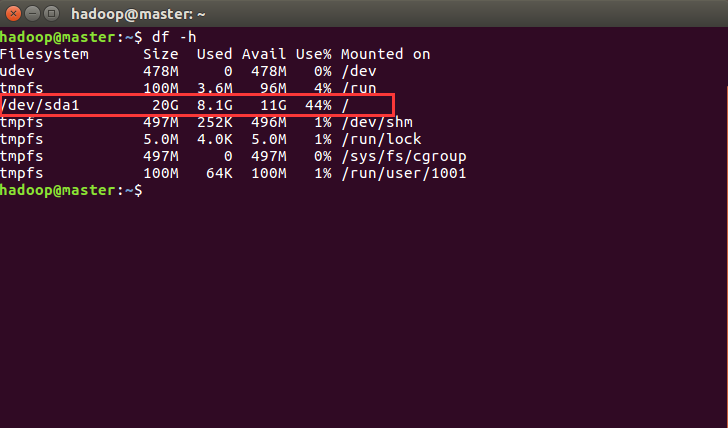 hadoop@master: ~
hadoop@master:~$ df -h
Filesystem      Size  Used Avail Use% Mounted on
udev            478M     0  478M   0% /dev
tmpfs           100M  3.6M   96M   4% /run
/dev/sda1        20G  8.1G   11G  44% /
tmpfs           497M  252K  496M   1% /dev/shm
tmpfs           5.0M  4.0K  5.0M   1% /run/lock
tmpfs           497M     0  497M   0% /sys/fs/cgroup
tmpfs           100M   64K  100M   1% /run/user/1001
hadoop@master:~$